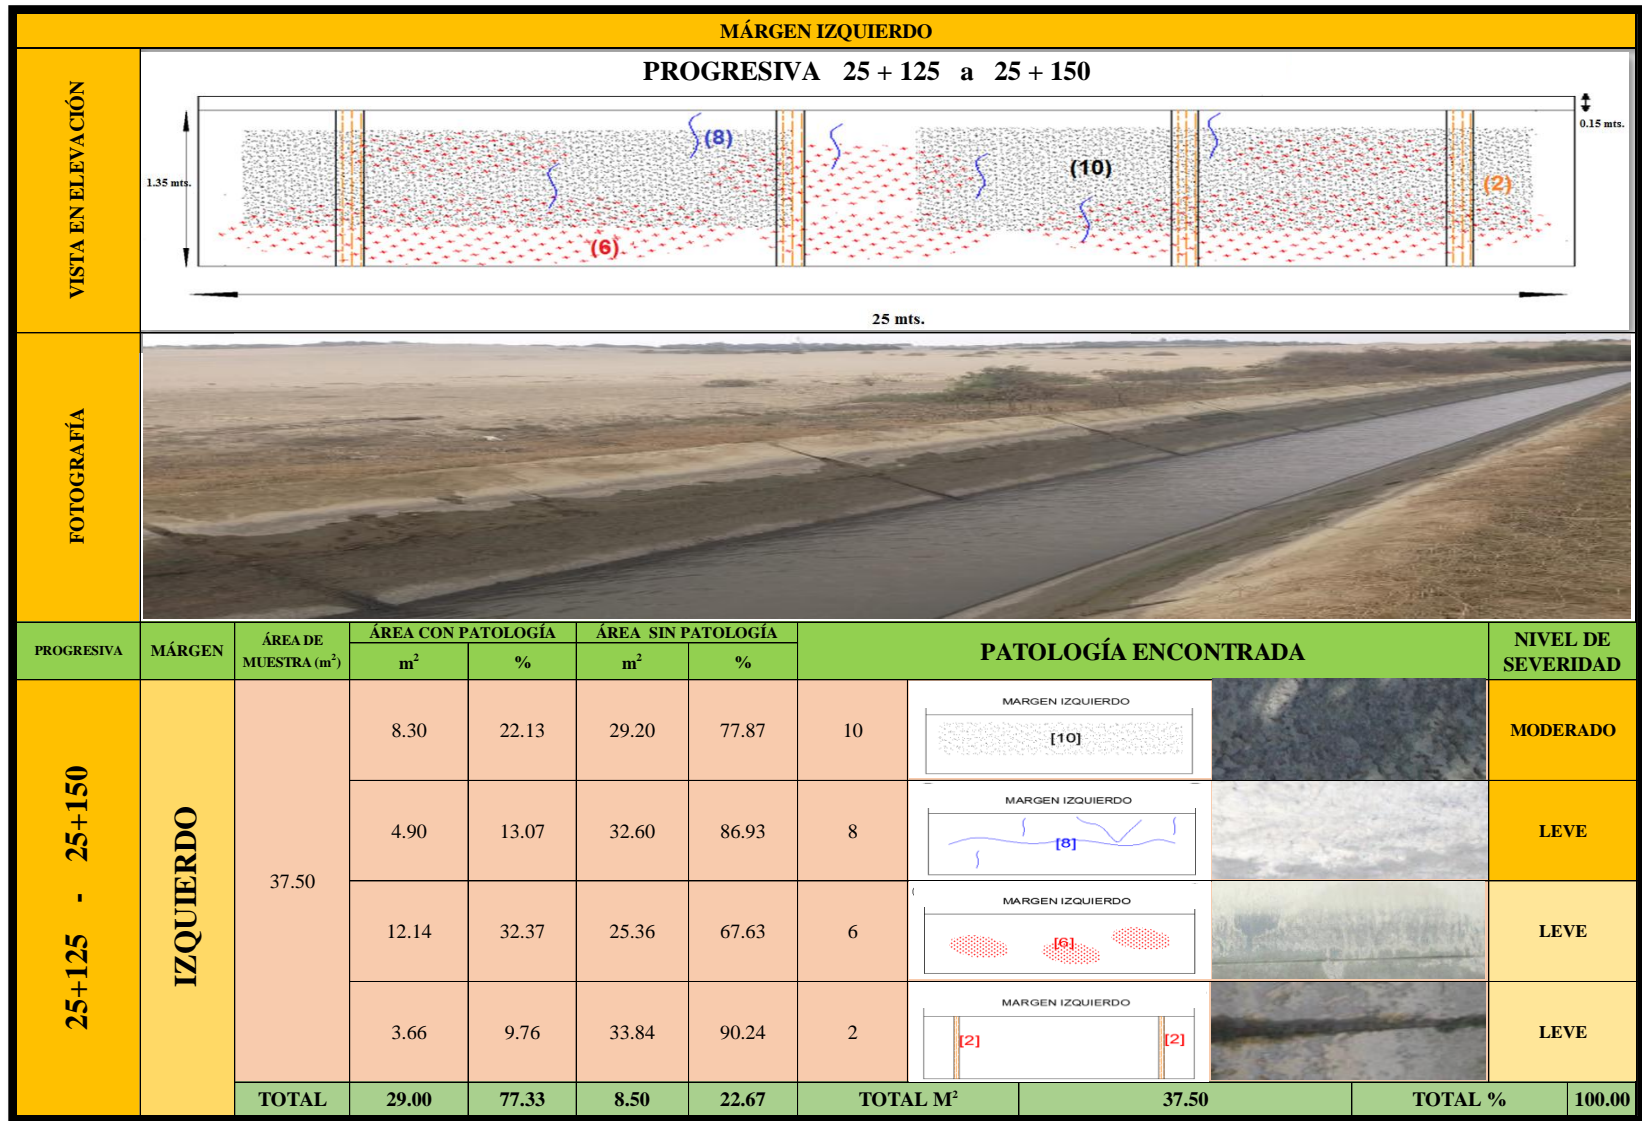 MÁRGEN IZQUIERDO
VISTA EN ELEVACIÓN
PROGRESIVA 25 + 125 a 25 + 150
0.15 mts.
1.35 mts.
(8)
(10)
(2)
(6)
25 mts.
FOTOGRAFÍA
PROGRESIVA
MÁRGEN
ÁREA DE MUESTRA (m²)
ÁREA CON PATOLOGÍA
ÁREA SIN PATOLOGÍA
m² % m² %
PATOLOGÍA ENCONTRADA
NIVEL DE SEVERIDAD
25+125 - 25+150
IZQUIERDO
37.50
8.30 22.13 29.20 77.87 10
MARGEN IZQUIERDO
[10]
MODERADO
4.90 13.07 32.60 86.93 8
MARGEN IZQUIERDO
[8]
LEVE
12.14 32.37 25.36 67.63 6
MARGEN IZQUIERDO
[6]
LEVE
3.66 9.76 33.84 90.24 2
MARGEN IZQUIERDO
[2] [2]
LEVE
TOTAL 29.00 77.33 8.50 22.67 TOTAL M² 37.50 TOTAL % 100.00